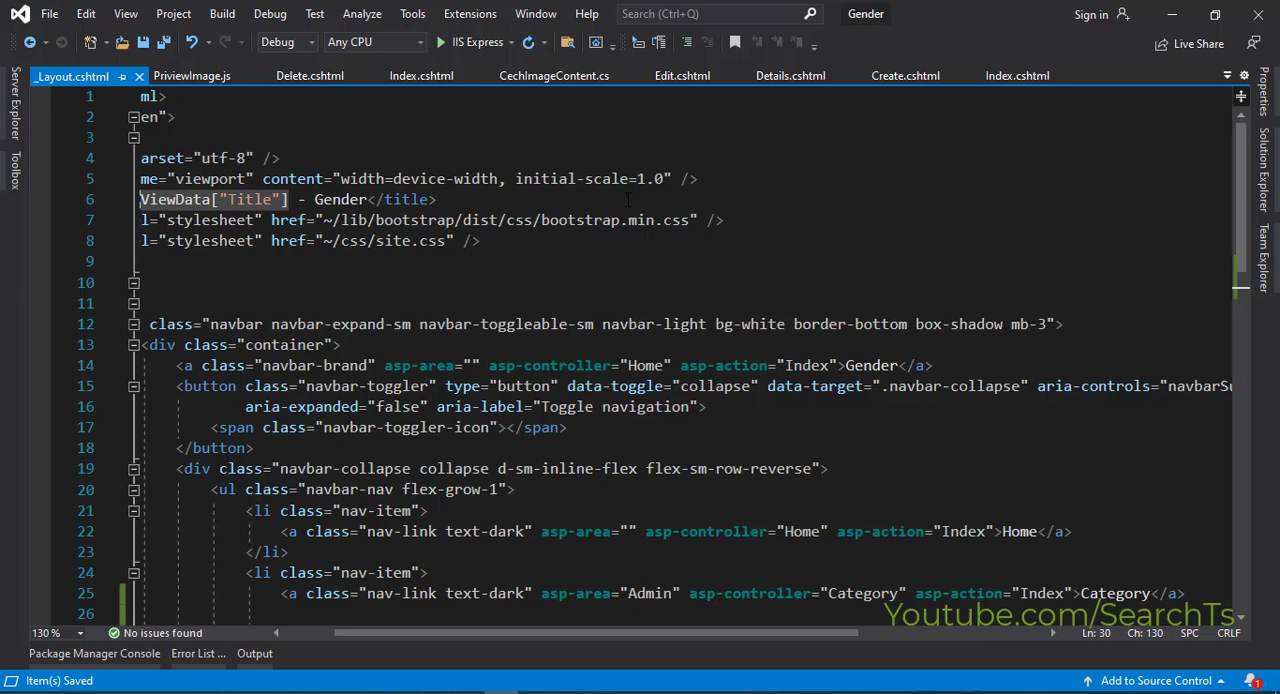 File Edit View Project Build Debug Test Analyze Tools Extensions Window Help Search (Ctrl+Q) Gender Sign in
Debug Any CPU IIS Express Live Share
_Layout.cshtml PriviewImage.js Delete.cshtml Index.cshtml CechImageContent.cs Edit.cshtml Details.cshtml Create.cshtml Index.cshtml
Server Explorer
Toolbox
Properties
Solution Explorer
Team Explorer
1 ml>
2 en">
3
4 arset="utf-8" />
5 me="viewport" content="width=device-width, initial-scale=1.0" />
6 ViewData["Title"] - Gender</title>
7 l="stylesheet" href="~/lib/bootstrap/dist/css/bootstrap.min.css" />
8 l="stylesheet" href="~/css/site.css" />
9
10
11
12 class="navbar navbar-expand-sm navbar-toggleable-sm navbar-light bg-white border-bottom box-shadow mb-3">
13 <div class="container">
14 <a class="navbar-brand" asp-area="" asp-controller="Home" asp-action="Index">Gender</a>
15 <button class="navbar-toggler" type="button" data-toggle="collapse" data-target=".navbar-collapse" aria-controls="navbarSu
16 aria-expanded="false" aria-label="Toggle navigation">
17 <span class="navbar-toggler-icon"></span>
18 </button>
19 <div class="navbar-collapse collapse d-sm-inline-flex flex-sm-row-reverse">
20 <ul class="navbar-nav flex-grow-1">
21 <li class="nav-item">
22 <a class="nav-link text-dark" asp-area="" asp-controller="Home" asp-action="Index">Home</a>
23 </li>
24 <li class="nav-item">
25 <a class="nav-link text-dark" asp-area="Admin" asp-controller="Category" asp-action="Index">Category</a>
26
Youtube.com/SearchTs
130 % No issues found Ln: 30 Ch: 130 SPC CRLF
Package Manager Console Error List ... Output
Item(s) Saved Add to Source Control 1